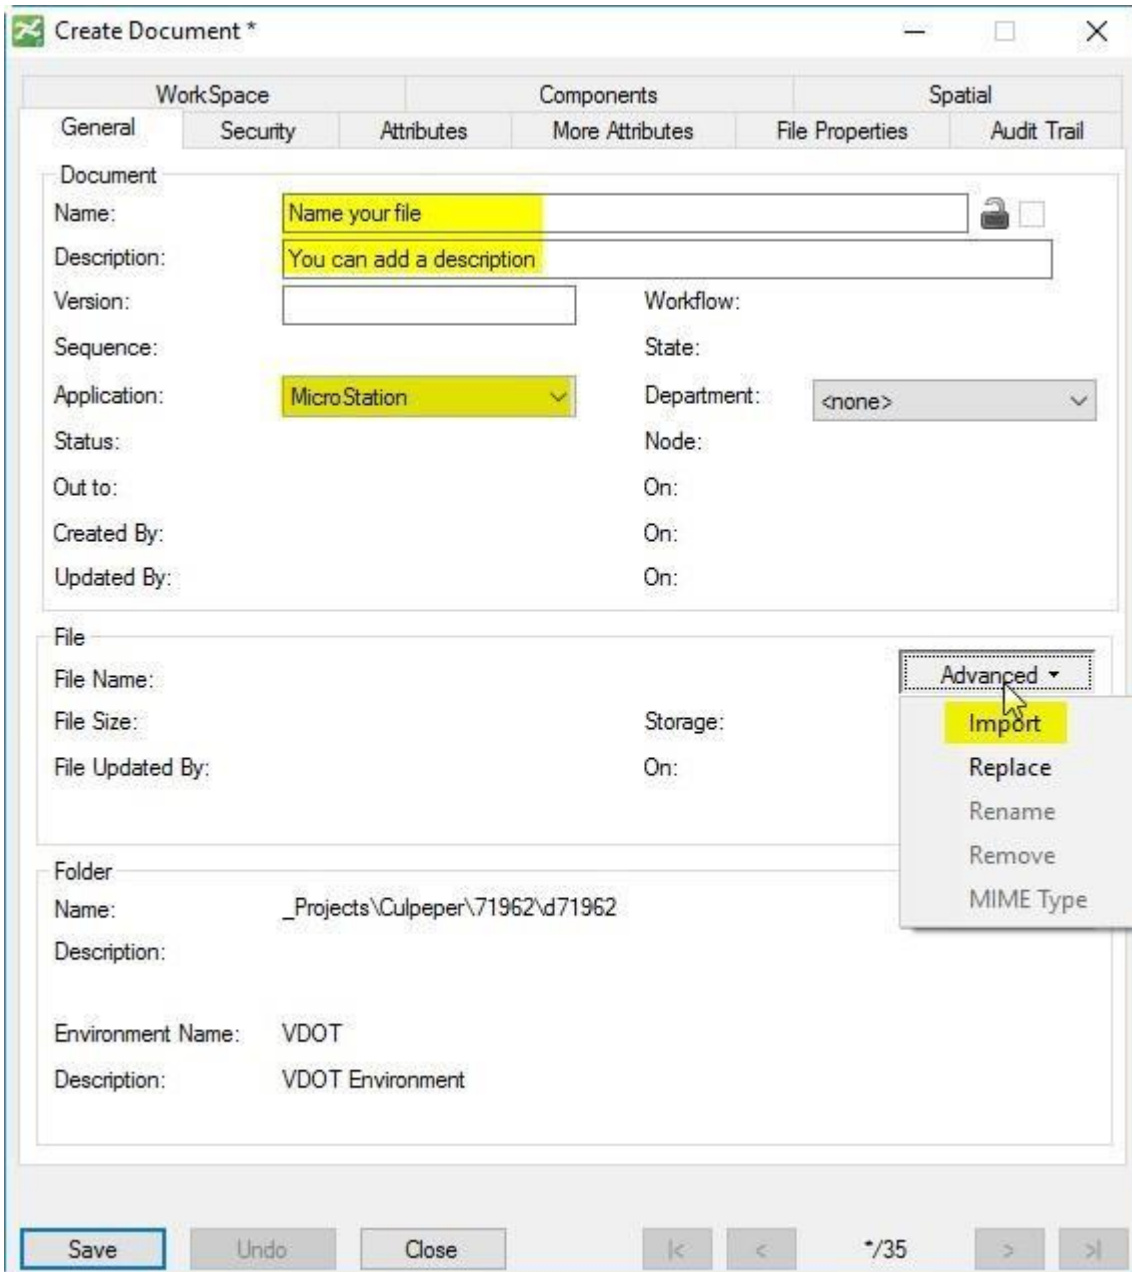 Create Document *
WorkSpace Components Spatial
General Security Attributes More Attributes File Properties Audit Trail
Document
Name: Name your file
Description: You can add a description
Version: Workflow:
Sequence: State:
Application: MicroStation Department: <none>
Status: Node:
Out to: On:
Created By: On:
Updated By: On:
File
File Name: Advanced
File Size: Storage: Import
File Updated By: On: Replace
Rename
Remove
MIME Type
Folder
Name: _Projects\Culpeper\71962\d71962
Description:
Environment Name: VDOT
Description: VDOT Environment
Save Undo Close |< < */35 > >|